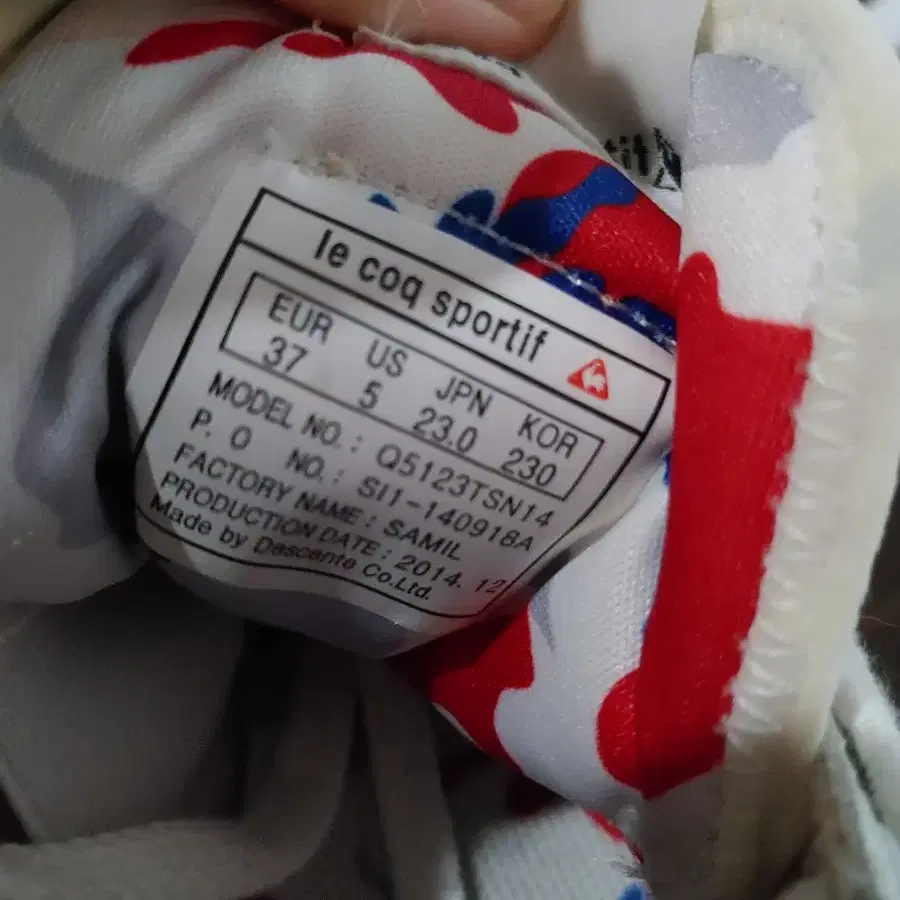 le coq sportif
EUR US JPN KOR
37 5 23.0 230
MODEL NO. : Q5123TSN14
P. O NO. : SI1-140918A
FACTORY NAME : SAMIL
PRODUCTION DATE : 2014. 12
Made by Descente Co.Ltd.